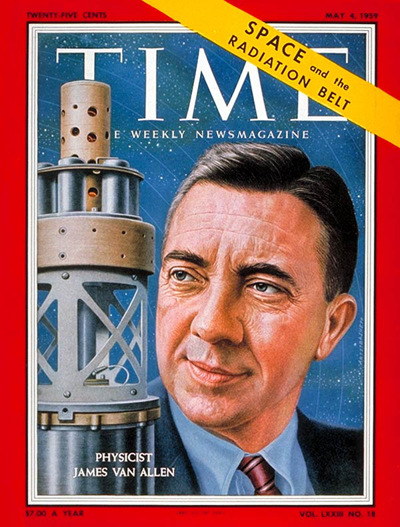 TWENTY-FIVE CENTS
MAY 4, 1959
SPACE and the
RADIATION BELT
TIME
E WEEKLY NEWSMAGAZINE
PHYSICIST
JAMES VAN ALLEN
$7.00 A YEAR
VOL. LXXIII NO. 18